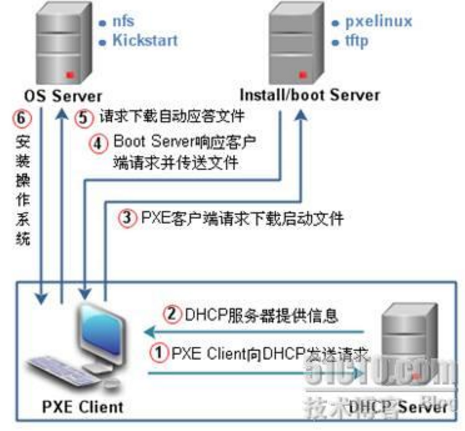 • nfs
• Kickstart
• pxelinux
• tftp
OS Server
Install/boot Server
⑥ 安装操作系统
⑤ 请求下载自动应答文件
④ Boot Server响应客户
端请求并传送文件
③ PXE客户端请求下载启动文件
② DHCP服务器提供信息
① PXE Client向DHCP发送请求
PXE Client
DHCP Server
51CTO.com
技术博客 Blog